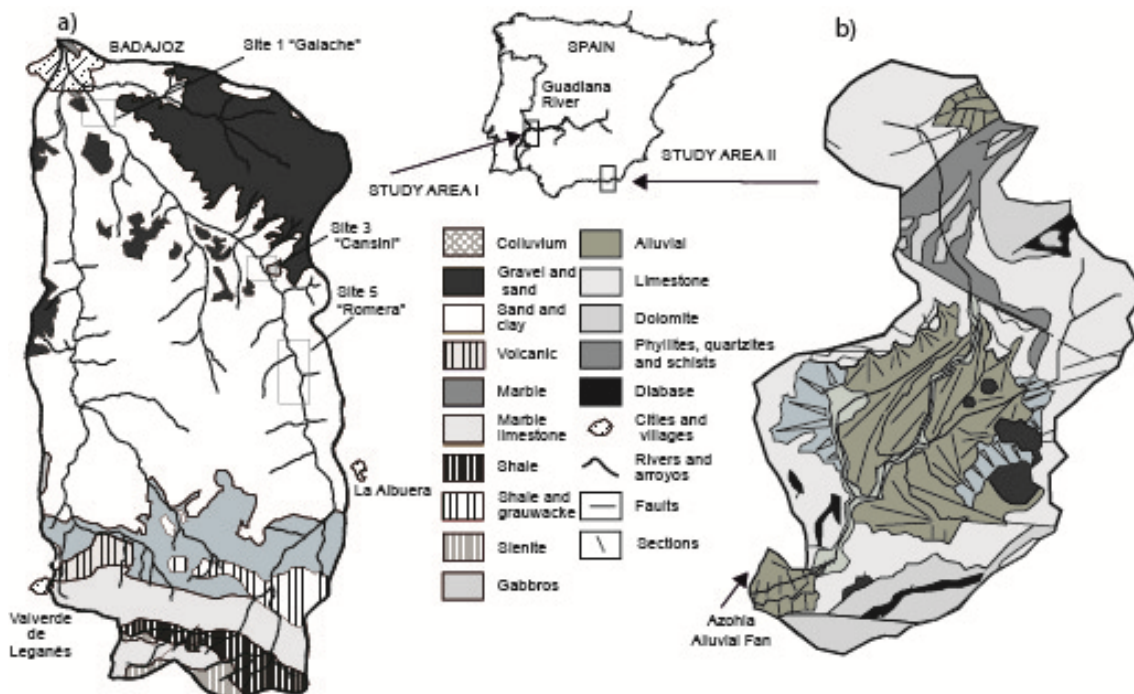 a)
BADAJOZ
Site 1 "Galache"
SPAIN
Guadiana
River
b)
STUDY AREA I
STUDY AREA II
Site 3
"Cansini"
Site 5
"Romera"
La Albuera
Valverde
de
Leganés
Colluvium
Gravel and
sand
Sand and
clay
Volcanic
Marble
Marble
limestone
Shale
Shale and
grauwacke
Sienite
Gabbros
Alluvial
Limestone
Dolomite
Phyllites, quartzites
and schists
Diabase
Cities and
villages
Rivers and
arroyos
Faults
Sections
Azohia
Alluvial Fan